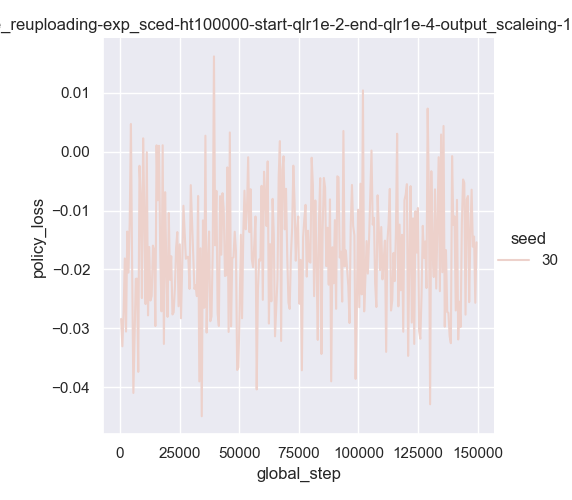 e_reuploading-exp_sced-ht100000-start-qlr1e-2-end-qlr1e-4-output_scaleing-1
0.01
0.00
−0.01
−0.02
−0.03
−0.04
policy_loss
seed
30
0 25000 50000 75000 100000 125000 150000
global_step